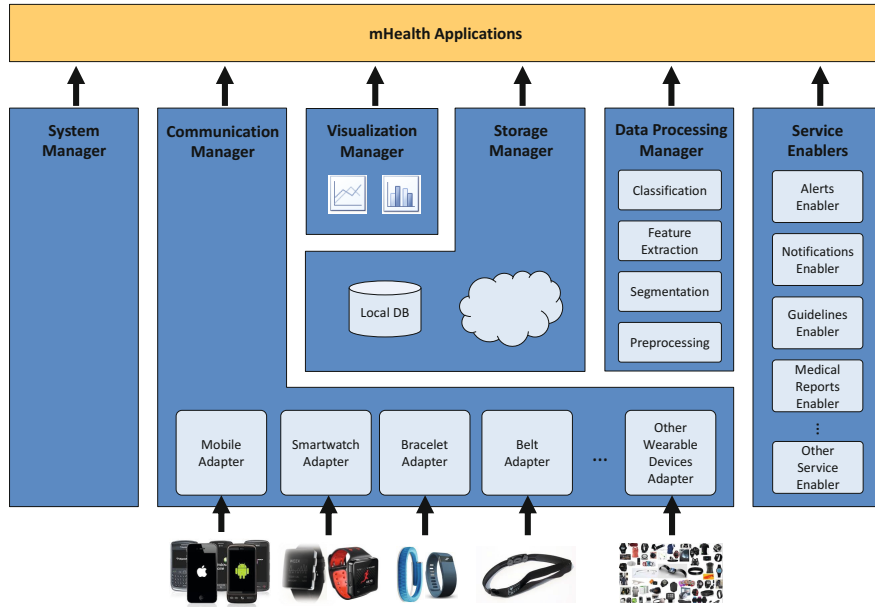 mHealth Applications
System
Manager
Communication
Manager
Visualization
Manager
Storage
Manager
Data Processing
Manager
Service
Enablers
Classification
Feature
Extraction
Segmentation
Preprocessing
Local DB
Alerts
Enabler
Notifications
Enabler
Guidelines
Enabler
Medical
Reports
Enabler
...
Other
Service
Enabler
Mobile
Adapter
Smartwatch
Adapter
Bracelet
Adapter
Belt
Adapter
...
Other
Wearable
Devices
Adapter